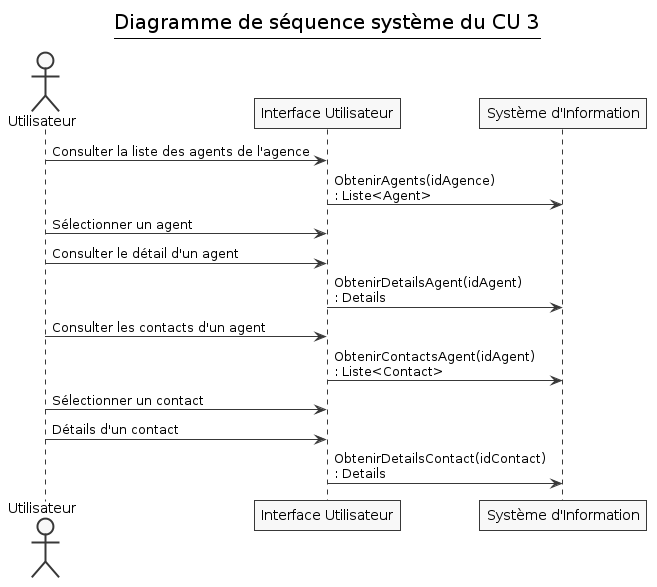 Diagramme de séquence système du CU 3
Utilisateur
Interface Utilisateur
Système d'Information
Consulter la liste des agents de l'agence
ObtenirAgents(idAgence)
: Liste<Agent>
Sélectionner un agent
Consulter le détail d'un agent
ObtenirDetailsAgent(idAgent)
: Details
Consulter les contacts d'un agent
ObtenirContactsAgent(idAgent)
: Liste<Contact>
Sélectionner un contact
Détails d'un contact
ObtenirDetailsContact(idContact)
: Details
Utilisateur
Interface Utilisateur
Système d'Information